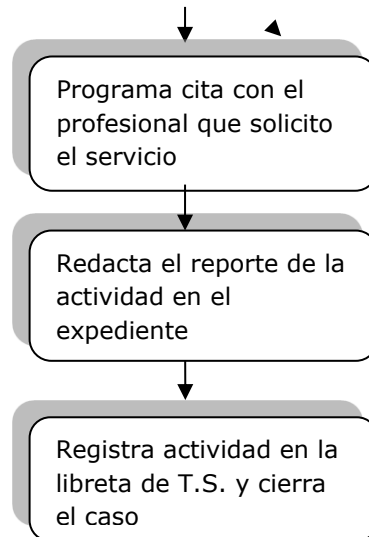 Programa cita con el
profesional que solicito
el servicio
Redacta el reporte de la
actividad en el
expediente
Registra actividad en la
libreta de T.S. y cierra
el caso